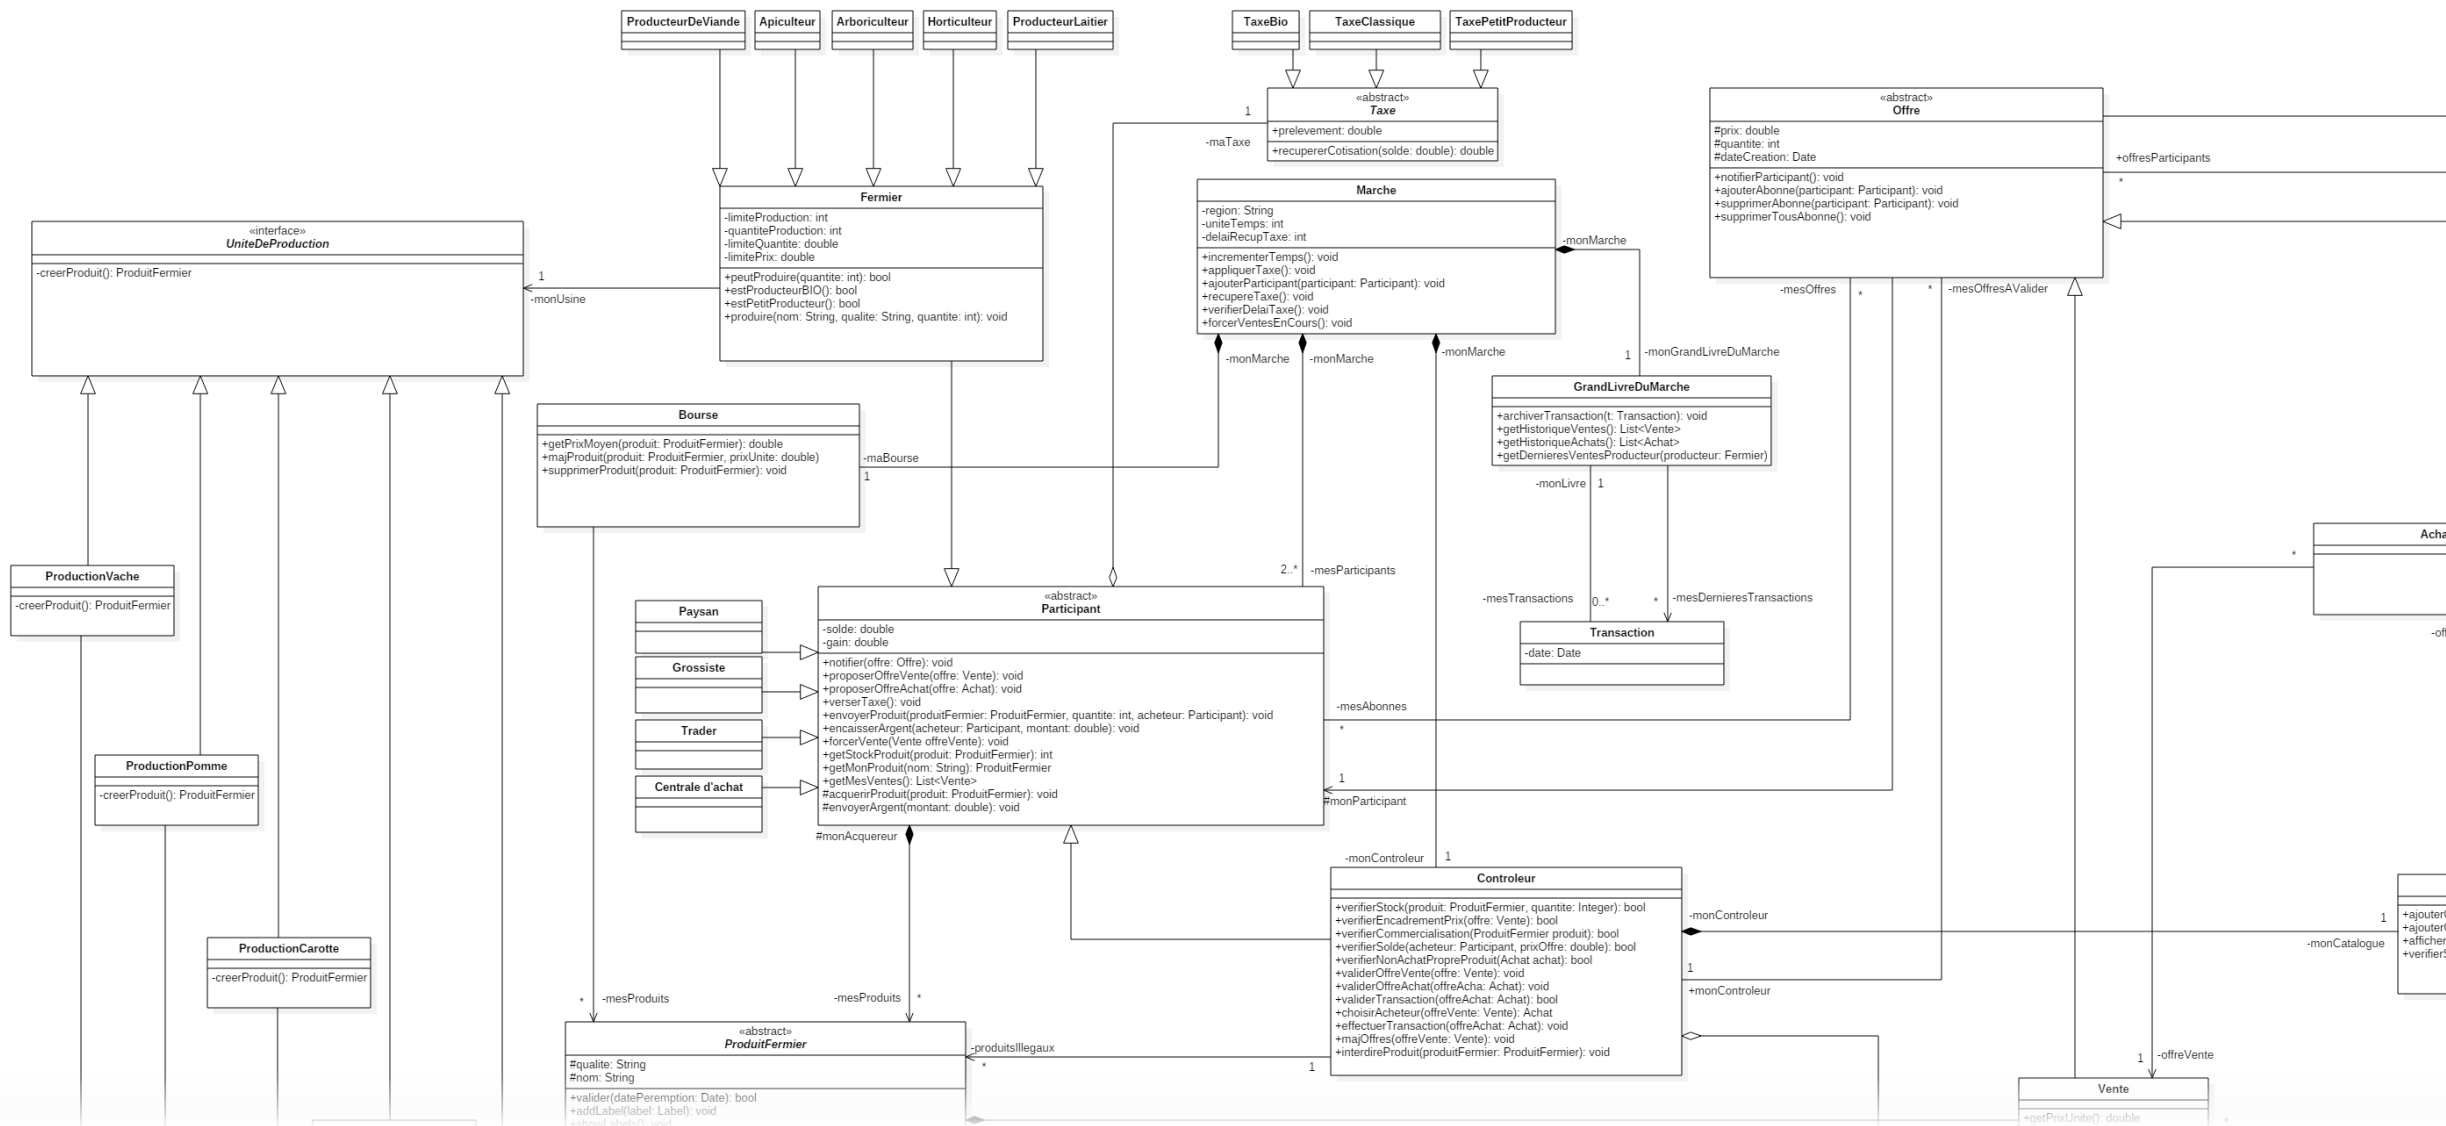 ProducteurDeViande
Apiculteur
Arboriculteur
Horticulteur
ProducteurLaitier
TaxeBio
TaxeClassique
TaxePetitProducteur
«abstract»
Taxe
+prelevement: double
+recupererCotisation(solde: double): double
1
-maTaxe
«abstract»
Offre
#prix: double
#quantite: int
#dateCreation: Date
+notifierParticipant(): void
+ajouterAbonne(participant: Participant): void
+supprimerAbonne(participant: Participant): void
+supprimerTousAbonne(): void
+offresParticipants
*
Fermier
-limiteProduction: int
-quantiteProduction: int
-limiteQuantite: double
-limitePrix: double
+peutProduire(quantite: int): bool
+estProducteurBIO(): bool
+estPetitProducteur(): bool
+produire(nom: String, qualite: String, quantite: int): void
Marche
-region: String
-uniteTemps: int
-delaiRecupTaxe: int
+incrementerTemps(): void
+appliquerTaxe(): void
+ajouterParticipant(participant: Participant): void
+recupereTaxe(): void
+verifierDelaiTaxe(): void
+forcerVentesEnCours(): void
-monMarche
«interface»
UniteDeProduction
-creerProduit(): ProduitFermier
1
-monUsine
-mesOffres
*
*
-mesOffresAValider
-monMarche
-monMarche
-monMarche
1
-monGrandLivreDuMarche
GrandLivreDuMarche
+archiverTransaction(t: Transaction): void
+getHistoriqueVentes(): List<Vente>
+getHistoriqueAchats(): List<Achat>
+getDernieresVentesProducteur(producteur: Fermier)
Bourse
+getPrixMoyen(produit: ProduitFermier): double
+majProduit(produit: ProduitFermier, prixUnite: double)
+supprimerProduit(produit: ProduitFermier): void
-maBourse
1
-monLivre
1
Acha
*
-off
ProductionVache
-creerProduit(): ProduitFermier
2..*
-mesParticipants
-mesTransactions
0..*
*
-mesDernieresTransactions
Transaction
-date: Date
Paysan
Grossiste
Trader
Centrale d'achat
«abstract»
Participant
-solde: double
-gain: double
+notifier(offre: Offre): void
+proposerOffreVente(offre: Vente): void
+proposerOffreAchat(offre: Achat): void
+verserTaxe(): void
+envoyerProduit(produitFermier: ProduitFermier, quantite: int, acheteur: Participant): void
+encaisserArgent(acheteur: Participant, montant: double): void
+forcerVente(Vente offreVente): void
+getStockProduit(produit: ProduitFermier): int
+getMonProduit(nom: String): ProduitFermier
+getMesVentes(): List<Vente>
#acquerirProduit(produit: ProduitFermier): void
#envoyerArgent(montant: double): void
-mesAbonnes
*
1
#monParticipant
ProductionPomme
-creerProduit(): ProduitFermier
#monAcquereur
-monControleur
1
Controleur
+verifierStock(produit: ProduitFermier, quantite: Integer): bool
+verifierEncadrementPrix(offre: Vente): bool
+verifierCommercialisation(ProduitFermier produit): bool
+verifierSolde(acheteur: Participant, prixOffre: double): bool
+verifierNonAchatPropreProduit(Achat achat): bool
+validerOffreVente(offre: Vente): void
+validerOffreAchat(offreAcha: Achat): void
+validerTransaction(offreAchat: Achat): bool
+choisirAcheteur(offreVente: Vente): Achat
+effectuerTransaction(offreAchat: Achat): void
+majOffres(offreVente: Vente): void
+interdireProduit(produitFermier: ProduitFermier): void
-monControleur
1
-monCatalogue
+ajouter
+ajouter
+afficher
+verifier
1
+monControleur
ProductionCarotte
-creerProduit(): ProduitFermier
*
-mesProduits
-mesProduits
*
«abstract»
ProduitFermier
#qualite: String
#nom: String
+valider(datePeremption: Date): bool
+addLabel(label: Label): void
+showLabels(): void
-produitsIllegaux
*
1
1
-offreVente
Vente
+getPrixUnite(): double
*